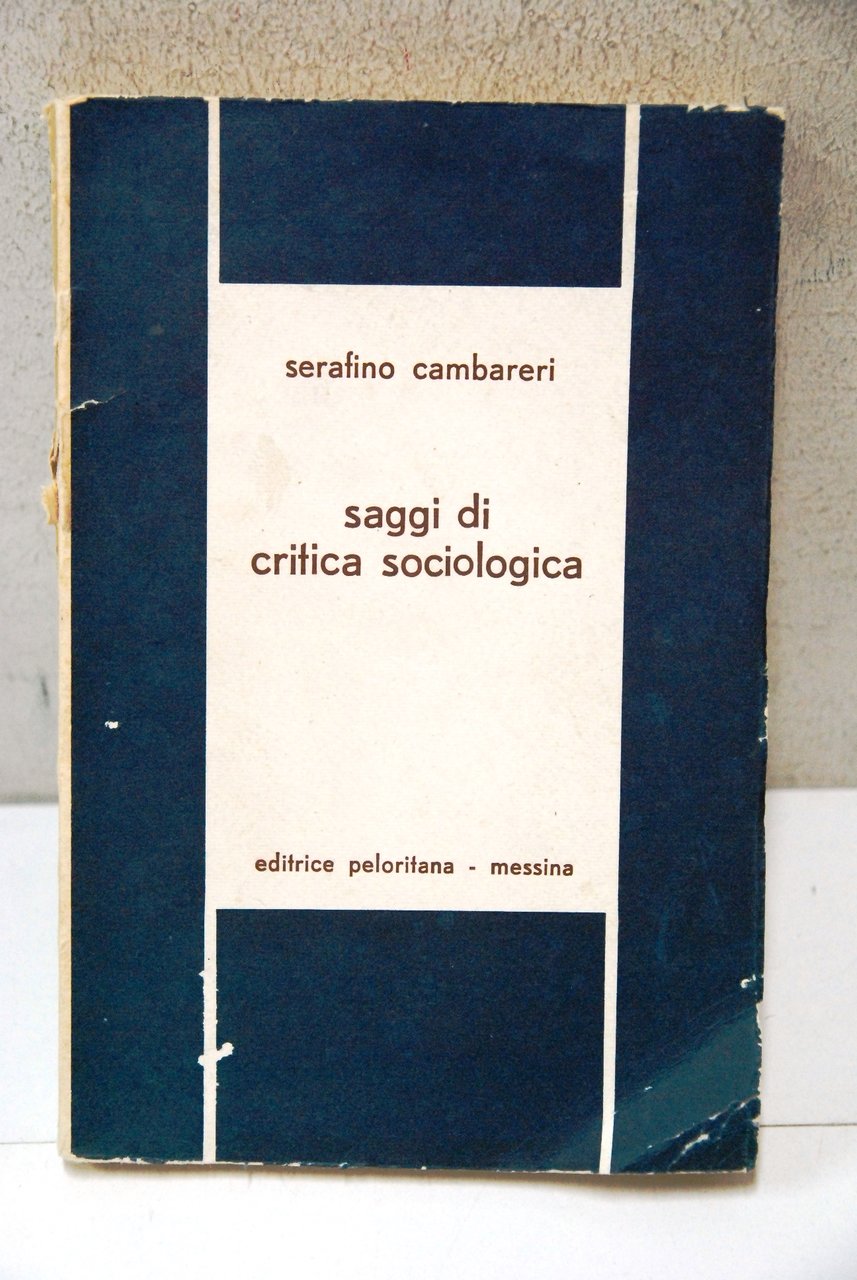 serafino cambareri
saggi di
critica sociologica
editrice peloritana - messina